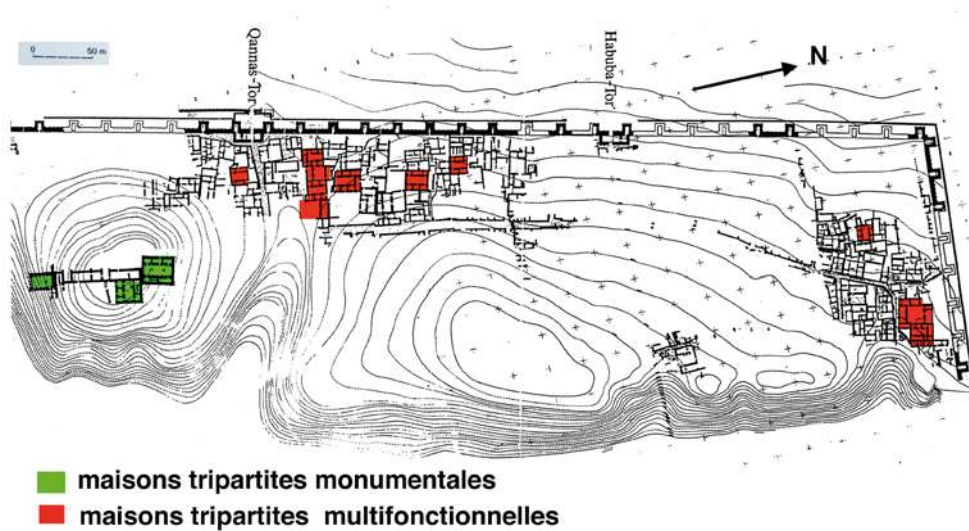 0 50 m
Qannas-Tor
Habuba-Tor
N
maisons tripartites monumentales
maisons tripartites multifonctionnelles